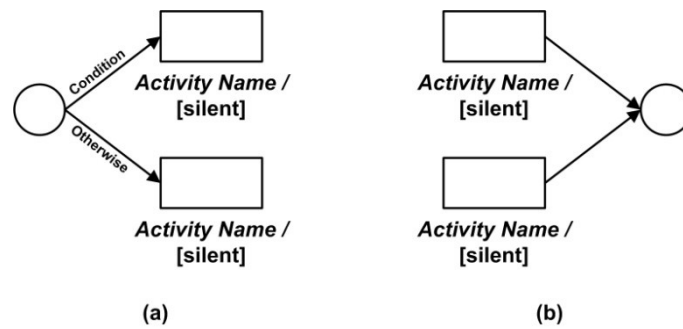 Condition
Otherwise
Activity Name /
[silent]
Activity Name /
[silent]
(a)
Activity Name /
[silent]
Activity Name /
[silent]
(b)